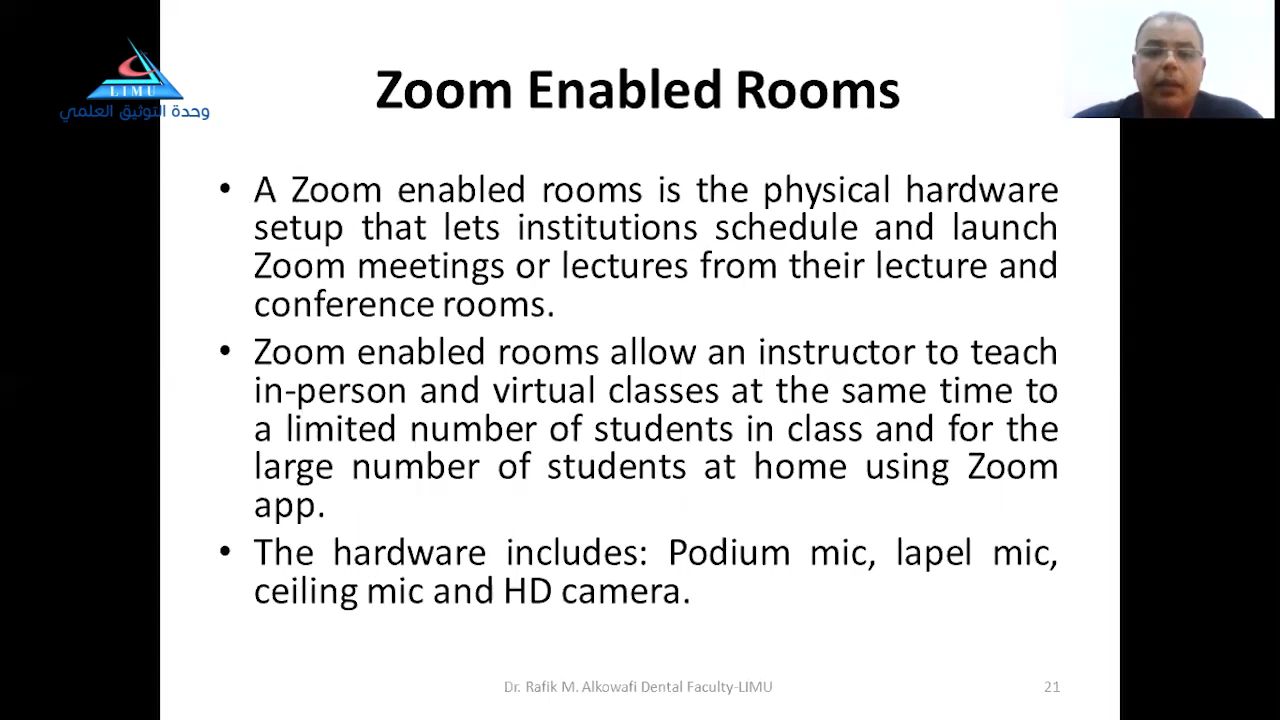 LIMU
وحدة التوثيق العلمي
Zoom Enabled Rooms
• A Zoom enabled rooms is the physical hardware
setup that lets institutions schedule and launch
Zoom meetings or lectures from their lecture and
conference rooms.
• Zoom enabled rooms allow an instructor to teach
in-person and virtual classes at the same time to
a limited number of students in class and for the
large number of students at home using Zoom
app.
• The hardware includes: Podium mic, lapel mic,
ceiling mic and HD camera.
Dr. Rafik M. Alkowafi Dental Faculty-LIMU
21